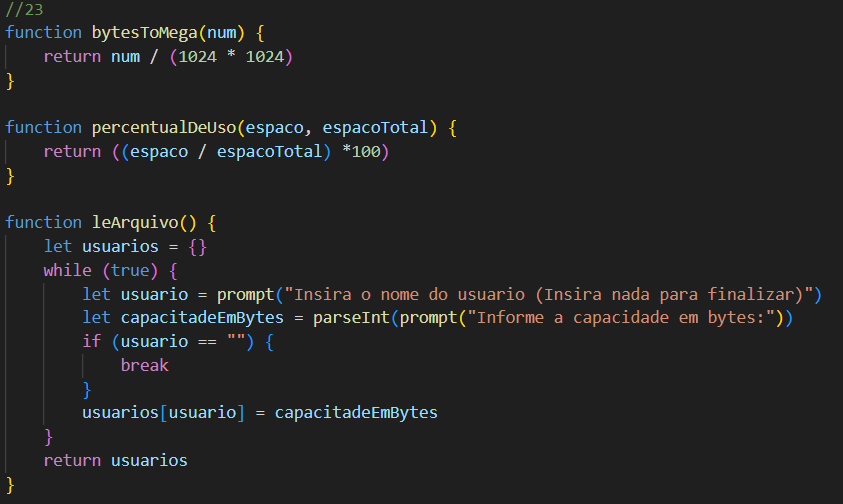 //23
function bytesToMega(num) {
    return num / (1024 * 1024)
}

function percentualDeUso(espaco, espacoTotal) {
    return ((espaco / espacoTotal) *100)
}

function leArquivo() {
    let usuarios = {}
    while (true) {
        let usuario = prompt("Insira o nome do usuario (Insira nada para finalizar)")
        let capacitadeEmBytes = parseInt(prompt("Informe a capacidade em bytes:"))
        if (usuario == "") {
            break
        }
        usuarios[usuario] = capacitadeEmBytes
    }
    return usuarios
}